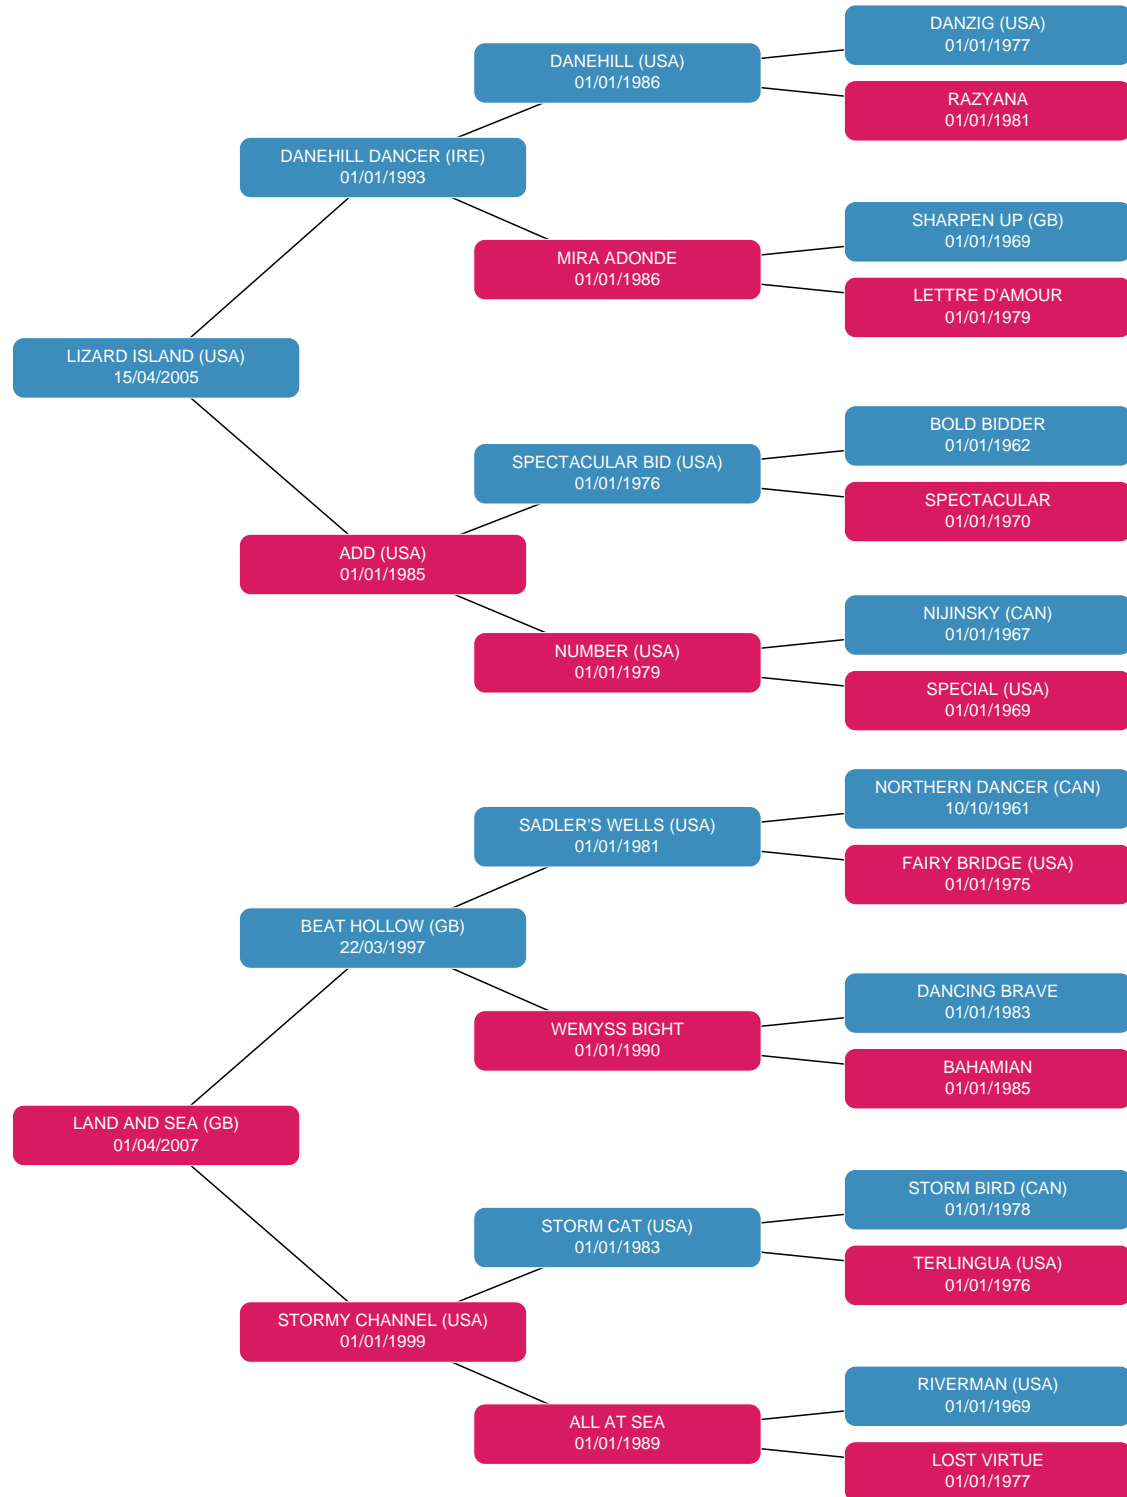 DANZIG (USA)
01/01/1977
DANEHILL (USA)
01/01/1986
RAZYANA
01/01/1981
DANEHILL DANCER (IRE)
01/01/1993
SHARPEN UP (GB)
01/01/1969
MIRA ADONDE
01/01/1986
LETTRE D'AMOUR
01/01/1979
LIZARD ISLAND (USA)
15/04/2005
BOLD BIDDER
01/01/1962
SPECTACULAR BID (USA)
01/01/1976
SPECTACULAR
01/01/1970
ADD (USA)
01/01/1985
NIJINSKY (CAN)
01/01/1967
NUMBER (USA)
01/01/1979
SPECIAL (USA)
01/01/1969
NORTHERN DANCER (CAN)
10/10/1961
SADLER'S WELLS (USA)
01/01/1981
FAIRY BRIDGE (USA)
01/01/1975
BEAT HOLLOW (GB)
22/03/1997
DANCING BRAVE
01/01/1983
WEMYSS BIGHT
01/01/1990
BAHAMIAN
01/01/1985
LAND AND SEA (GB)
01/04/2007
STORM BIRD (CAN)
01/01/1978
STORM CAT (USA)
01/01/1983
TERLINGUA (USA)
01/01/1976
STORMY CHANNEL (USA)
01/01/1999
RIVERMAN (USA)
01/01/1969
ALL AT SEA
01/01/1989
LOST VIRTUE
01/01/1977